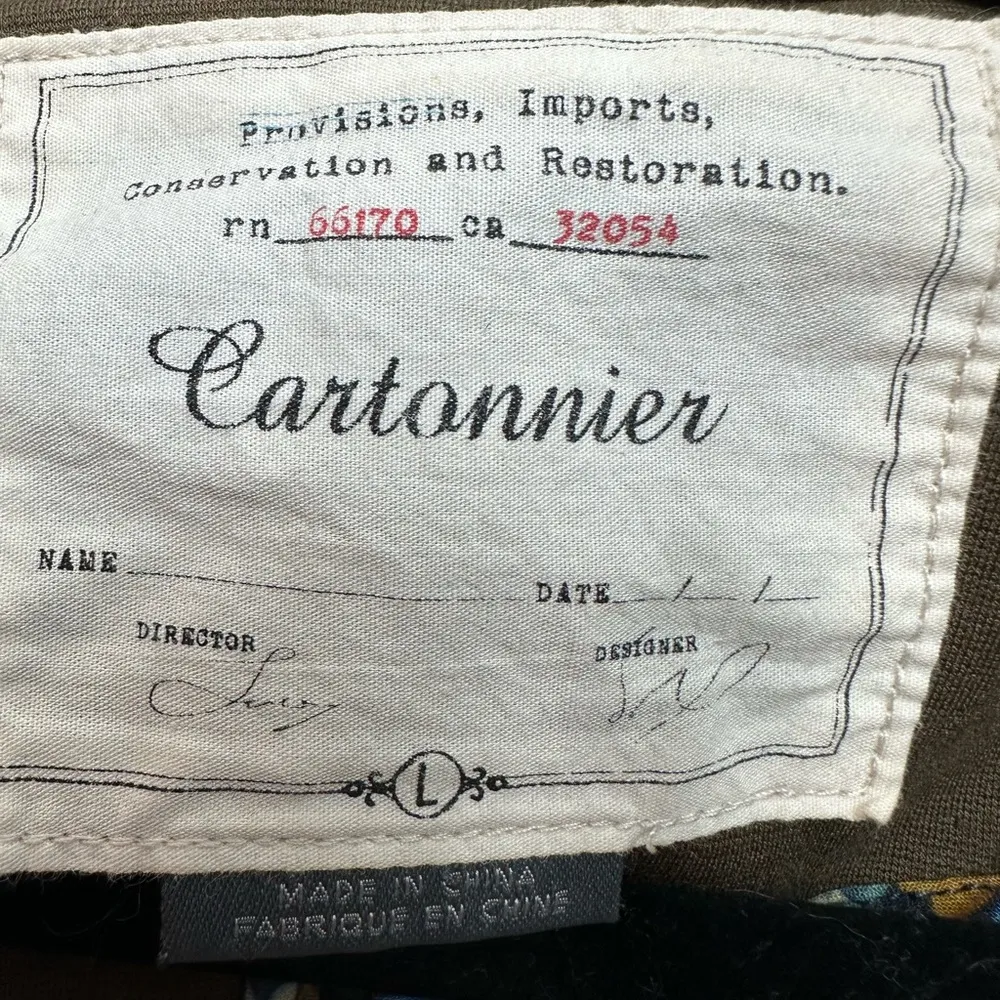 Provisions, Imports,
Conservation and Restoration.
rn 66170 ca 32054
Cartonnier
NAME DATE / /
DIRECTOR DESIGNER
L
MADE IN CHINA
FABRIQUÉ EN CHINE